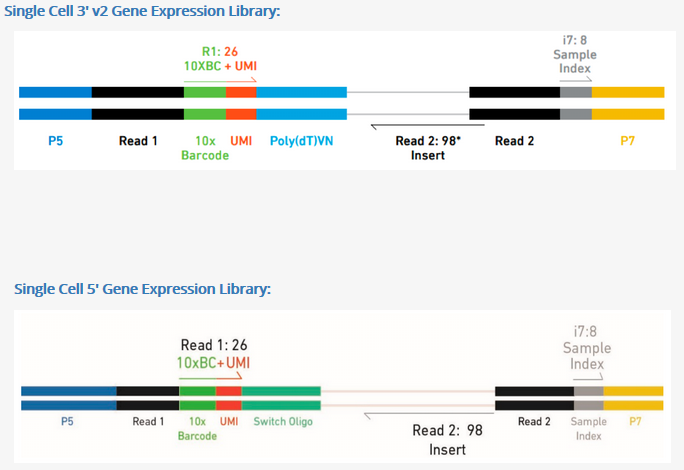 Single Cell 3' v2 Gene Expression Library:
R1: 26
10XBC + UMI
i7: 8
Sample
Index
P5
Read 1
10x
Barcode
UMI
Poly(dT)VN
Read 2: 98*
Insert
Read 2
P7
Single Cell 5' Gene Expression Library:
Read 1: 26
10xBC+UMI
i7:8
Sample
Index
P5
Read 1
10x
Barcode
UMI
Switch Oligo
Read 2: 98
Insert
Read 2
Sample
Index
P7